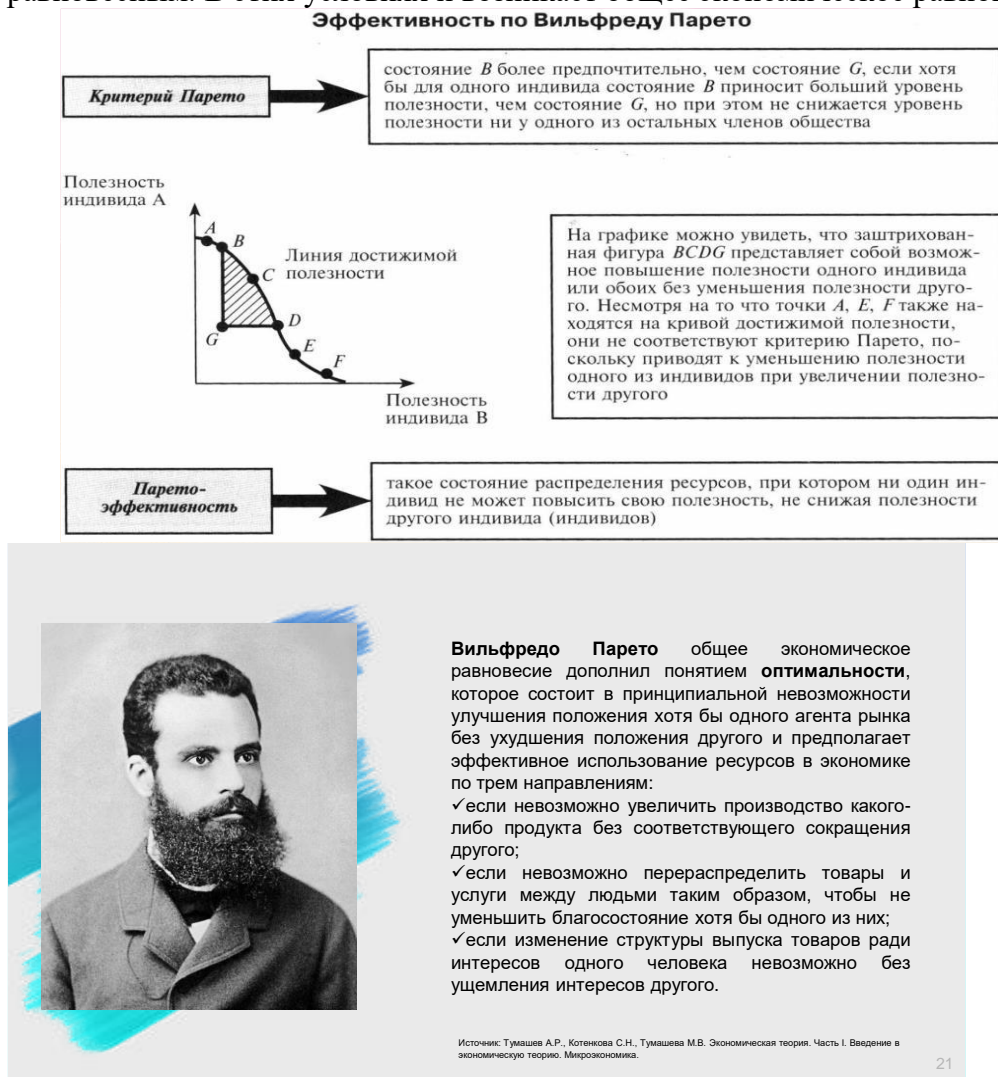 равновесным. В этих условиях и возникает общее экономическое
Эффективность по Вильфреду Парето
Критерий Парето
состояние B более предпочтительно, чем состояние G, если хотя
бы для одного индивида состояние B приносит больший уровень
полезности, чем состояние G, но при этом не снижается уровень
полезности ни у одного из остальных членов общества
Полезность
индивида А
A
B
Линия достижимой
C
полезности
D
G
E
F
Полезность
индивида В
На графике можно увидеть, что заштрихован-
ная фигура BCDG представляет собой возмож-
ное повышение полезности одного индивида
или обоих без уменьшения полезности друго-
го. Несмотря на то что точки A, E, F также на-
ходятся на кривой достижимой полезности,
они не соответствуют критерию Парето, по-
скольку приводят к уменьшению полезности
одного из индивидов при увеличении полезно-
сти другого
Парето-
эффективность
такое состояние распределения ресурсов, при котором ни один ин-
дивид не может повысить свою полезность, не снижая полезности
другого индивида (индивидов)
Вильфредо Парето общее экономическое
равновесие дополнил понятием оптимальности,
которое состоит в принципиальной невозможности
улучшения положения хотя бы одного агента рынка
без ухудшения положения другого и предполагает
эффективное использование ресурсов в экономике
по трем направлениям:
✓если невозможно увеличить производство какого-
либо продукта без соответствующего сокращения
другого;
✓если невозможно перераспределить товары и
услуги между людьми таким образом, чтобы не
уменьшить благосостояние хотя бы одного из них;
✓если изменение структуры выпуска товаров ради
интересов одного человека невозможно без
ущемления интересов другого.
Источник: Тумашев А.Р., Котенкова С.Н., Тумашева М.В. Экономическая теория. Часть I. Введение в
экономическую теорию. Микроэкономика.
21